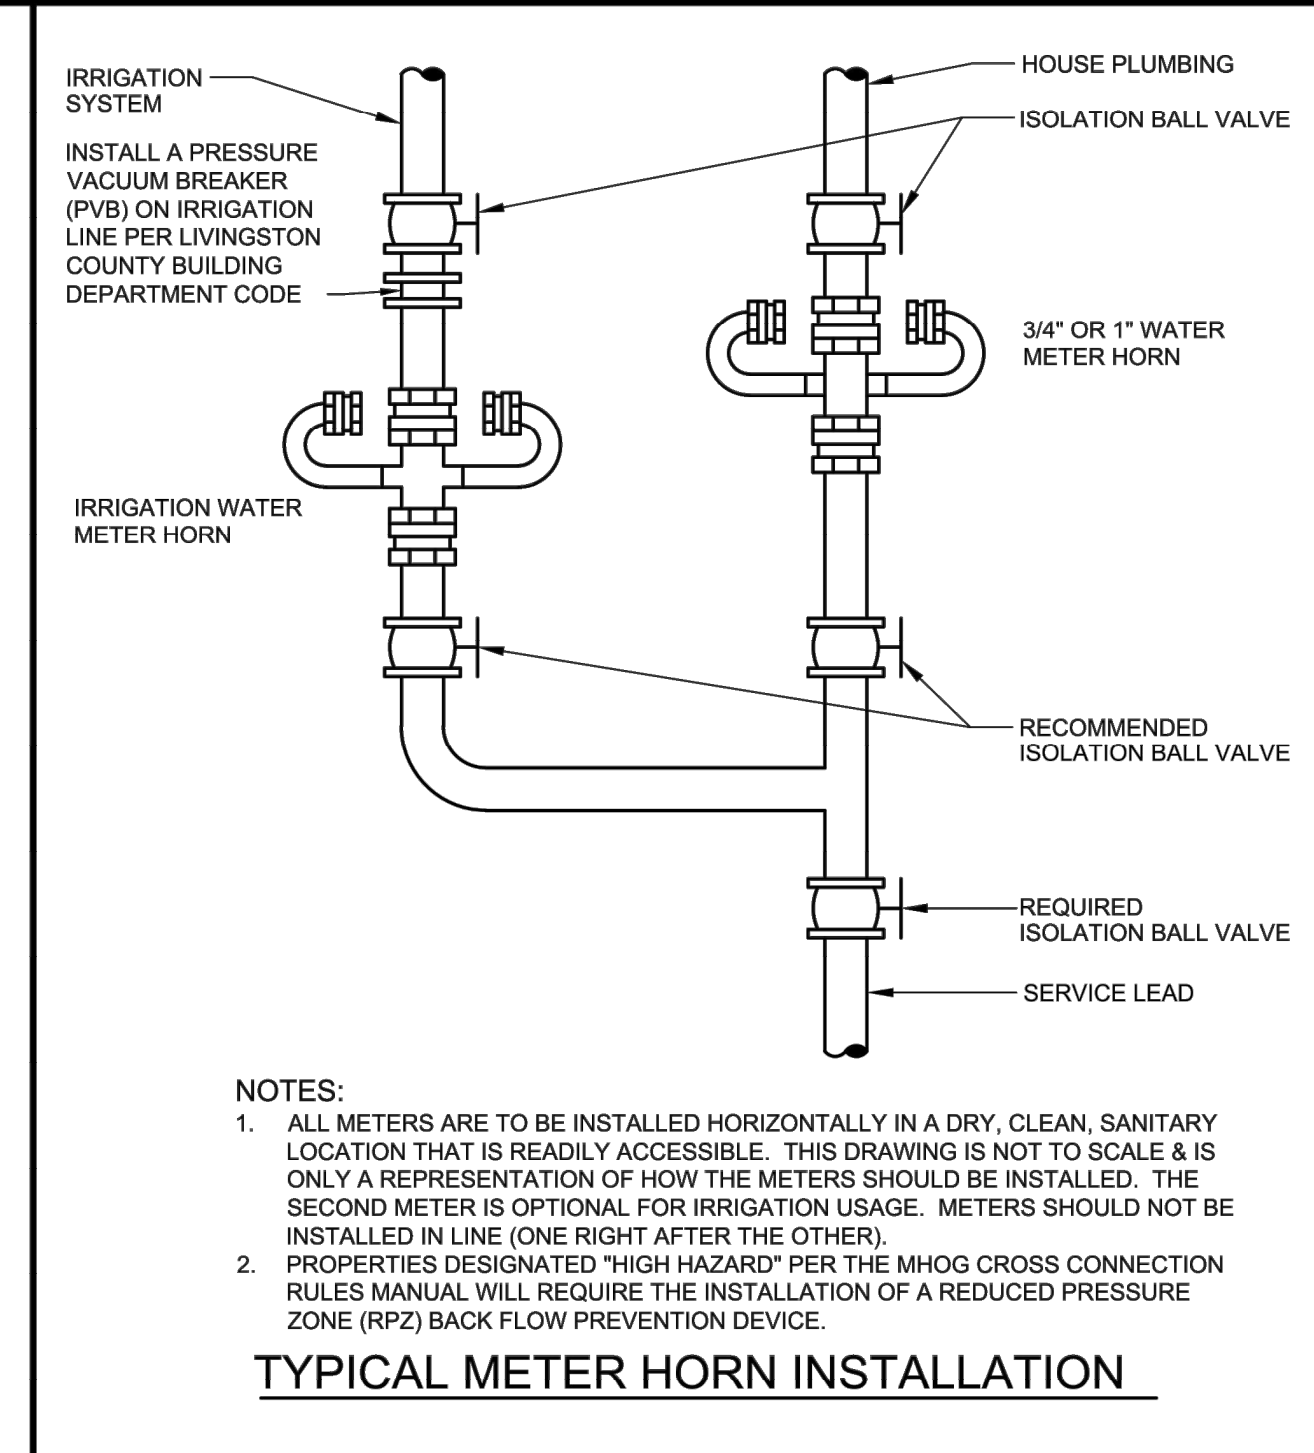 IRRIGATION
SYSTEM
INSTALL A PRESSURE
VACUUM BREAKER
(PVB) ON IRRIGATION
LINE PER LIVINGSTON
COUNTY BUILDING
DEPARTMENT CODE
HOUSE PLUMBING
ISOLATION BALL VALVE
3/4" OR 1" WATER
METER HORN
IRRIGATION WATER
METER HORN
RECOMMENDED
ISOLATION BALL VALVE
REQUIRED
ISOLATION BALL VALVE
SERVICE LEAD
NOTES:
1. ALL METERS ARE TO BE INSTALLED HORIZONTALLY IN A DRY, CLEAN, SANITARY
LOCATION THAT IS READILY ACCESSIBLE. THIS DRAWING IS NOT TO SCALE & IS
ONLY A REPRESENTATION OF HOW THE METERS SHOULD BE INSTALLED. THE
SECOND METER IS OPTIONAL FOR IRRIGATION USAGE. METERS SHOULD NOT BE
INSTALLED IN LINE (ONE RIGHT AFTER THE OTHER).
2. PROPERTIES DESIGNATED "HIGH HAZARD" PER THE MHOG CROSS CONNECTION
RULES MANUAL WILL REQUIRE THE INSTALLATION OF A REDUCED PRESSURE
ZONE (RPZ) BACK FLOW PREVENTION DEVICE.
TYPICAL METER HORN INSTALLATION